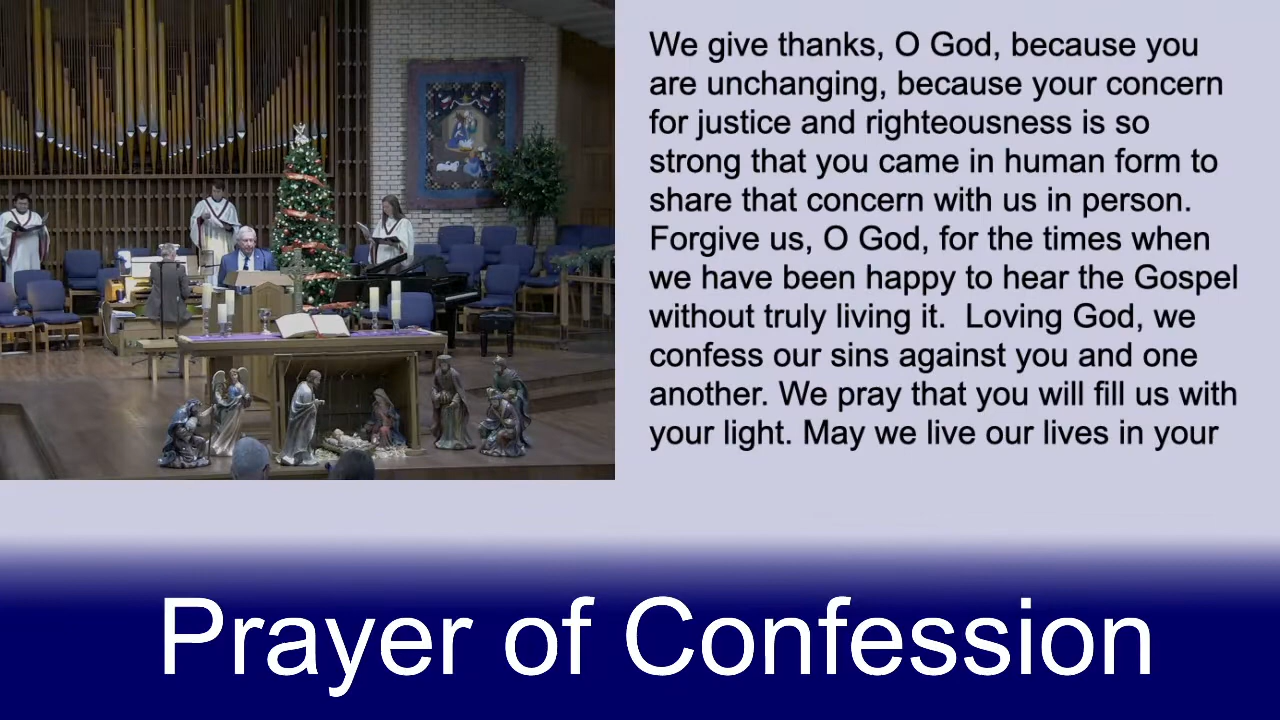 We give thanks, O God, because you
are unchanging, because your concern
for justice and righteousness is so
strong that you came in human form to
share that concern with us in person.
Forgive us, O God, for the times when
we have been happy to hear the Gospel
without truly living it.  Loving God, we
confess our sins against you and one
another. We pray that you will fill us with
your light. May we live our lives in your
Prayer of Confession